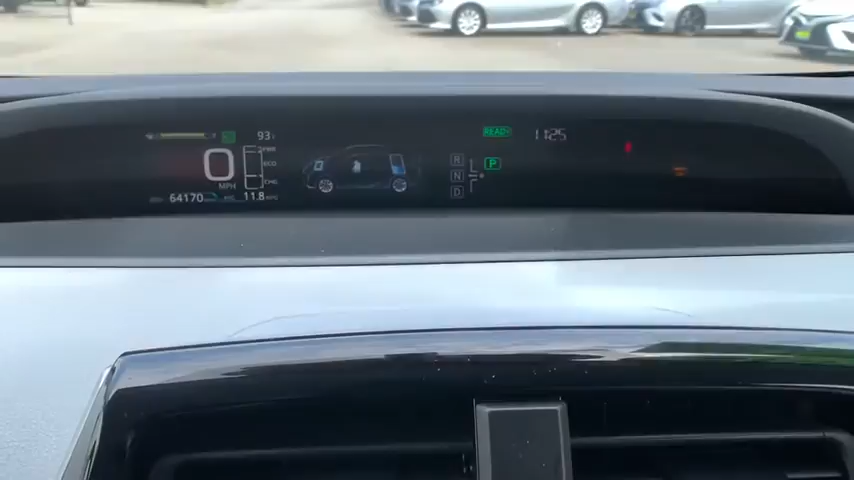 93
READY
11:25
PWR
ECO
CHG
0
MPH
R
N
D
P
64170
11.8